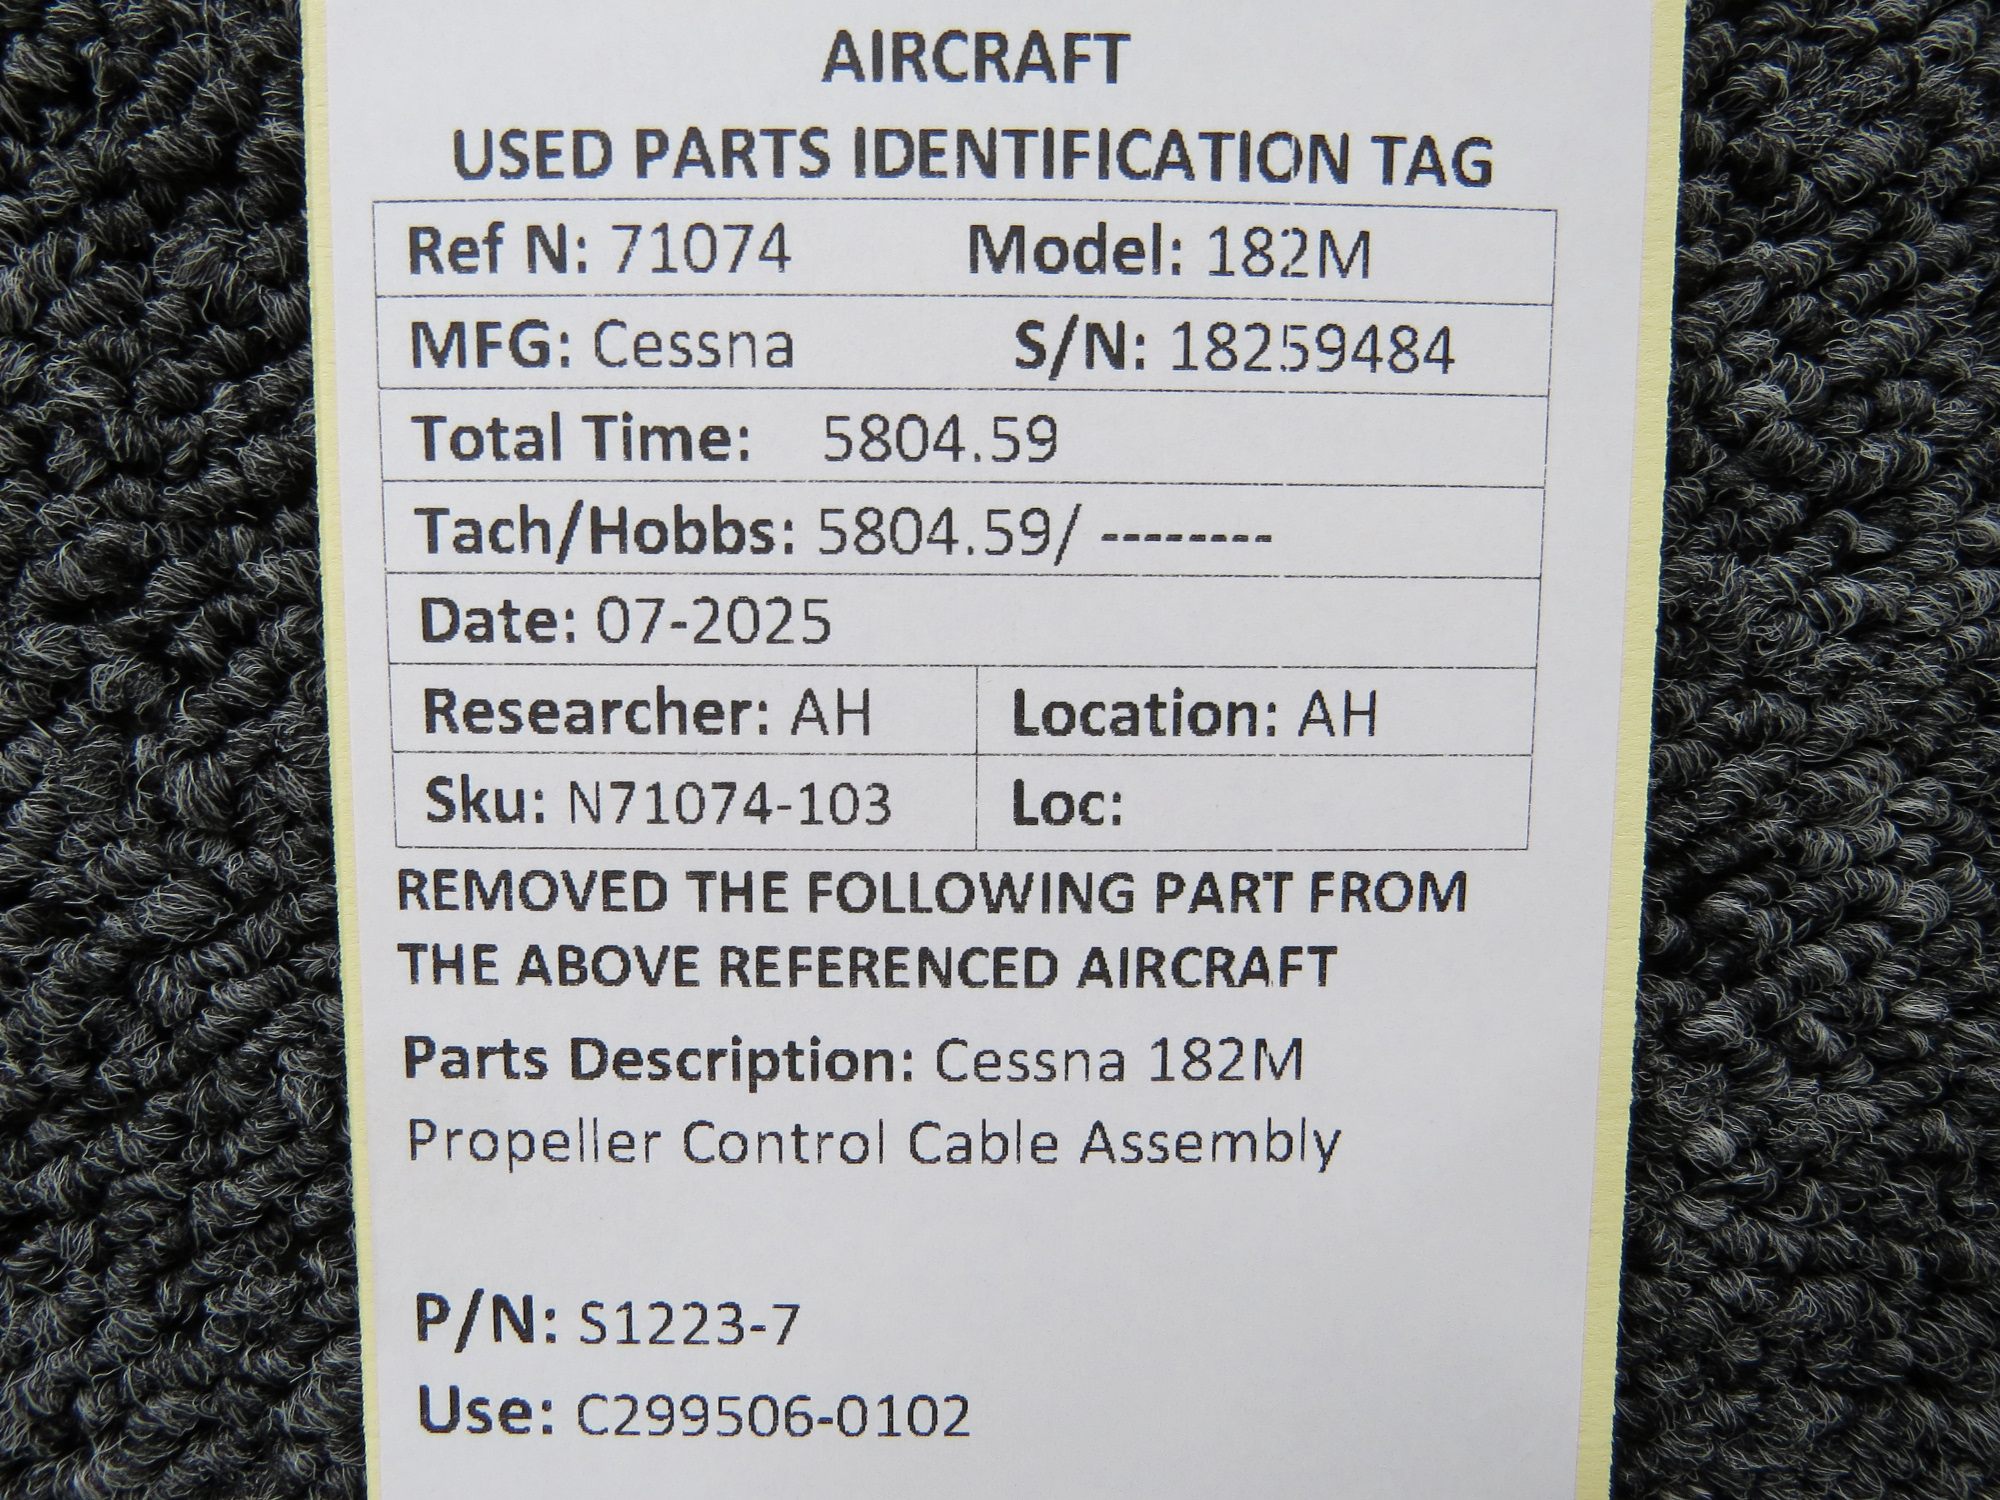 AIRCRAFT
USED PARTS IDENTIFICATION TAG
Ref N: 71074 Model: 182M
MFG: Cessna S/N: 18259484
Total Time: 5804.59
Tach/Hobbs: 5804.59/ --------
Date: 07-2025
Researcher: AH Location: AH
Sku: N71074-103 Loc:
REMOVED THE FOLLOWING PART FROM
THE ABOVE REFERENCED AIRCRAFT
Parts Description: Cessna 182M
Propeller Control Cable Assembly
P/N: S1223-7
Use: C299506-0102